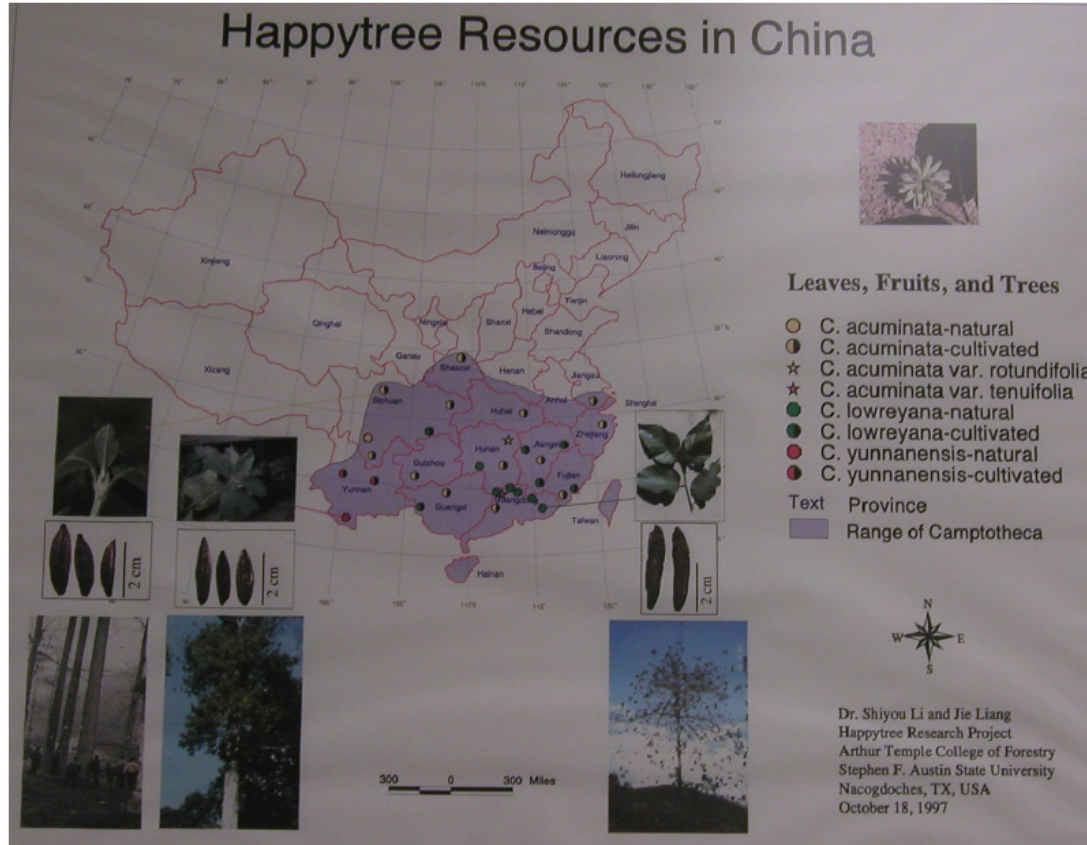 Happytree Resources in China
Heilongjiang
Jilin
Neimonggu
Liaoning
Beijing
Tianjin
Hebei
Xinjiang
Qinghai
Ningxia
Shanxi
Shandong
Gansu
Shaanxi
Henan
Jiangsu
Xizang
Sichuan
Hubei
Anhui
Shanghai
Zhejiang
Hunan
Jiangxi
Guizhou
Fujian
Yunnan
Guangxi
Guangdong
Taiwan
Hainan
Leaves, Fruits, and Trees
C. acuminata-natural
C. acuminata-cultivated
C. acuminata var. rotundifolia
C. acuminata var. tenuifolia
C. lowreyana-natural
C. lowreyana-cultivated
C. yunnanensis-natural
C. yunnanensis-cultivated
Text Province
Range of Camptotheca
2 cm
2 cm
2 cm
N
W E
S
300 0 300 Miles
Dr. Shiyou Li and Jie Liang
Happytree Research Project
Arthur Temple College of Forestry
Stephen F. Austin State University
Nacogdoches, TX, USA
October 18, 1997